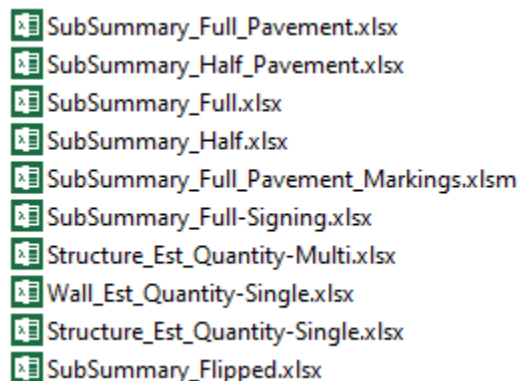 SubSummary_Full_Pavement.xlsx
SubSummary_Half_Pavement.xlsx
SubSummary_Full.xlsx
SubSummary_Half.xlsx
SubSummary_Full_Pavement_Markings.xlsm
SubSummary_Full-Signing.xlsx
Structure_Est_Quantity-Multi.xlsx
Wall_Est_Quantity-Single.xlsx
Structure_Est_Quantity-Single.xlsx
SubSummary_Flipped.xlsx